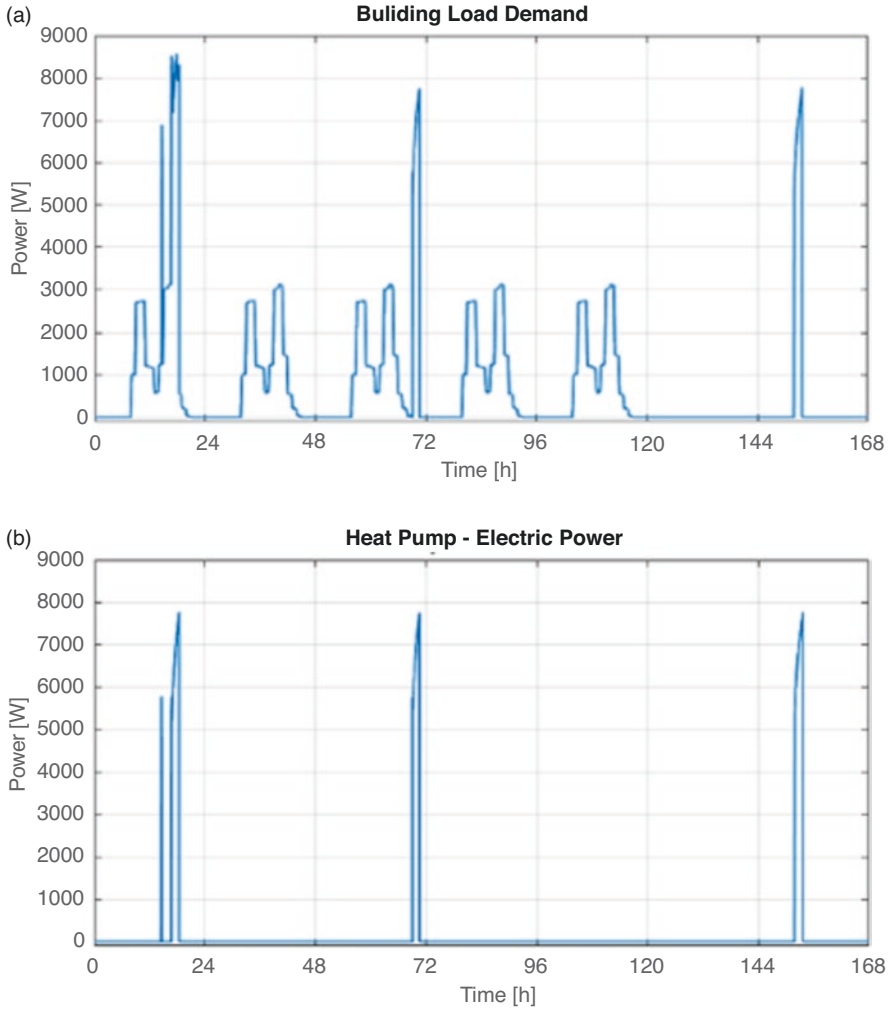 (a)
Buliding Load Demand
9000
8000
7000
6000
5000
4000
3000
2000
1000
0
Power [W]
0 24 48 72 96 120 144 168
Time [h]
(b)
Heat Pump - Electric Power
9000
8000
7000
6000
5000
4000
3000
2000
1000
0
Power [W]
0 24 48 72 96 120 144 168
Time [h]